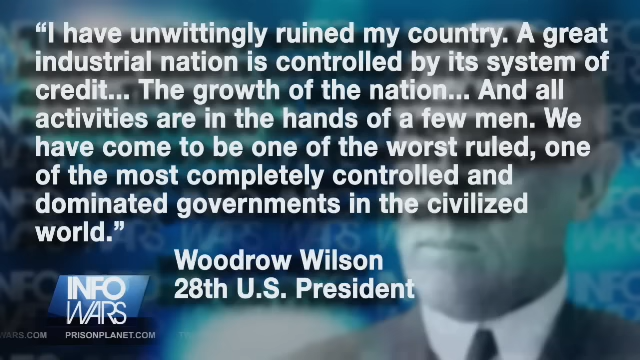 “I have unwittingly ruined my country. A great
industrial nation is controlled by its system of
credit... The growth of the nation... And all
activities are in the hands of a few men. We
have come to be one of the worst ruled, one
of the most completely controlled and
dominated governments in the civilized
world.”
Woodrow Wilson
28th U.S. President
INFO
WARS
WARS.COM PRISONPLANET.COM